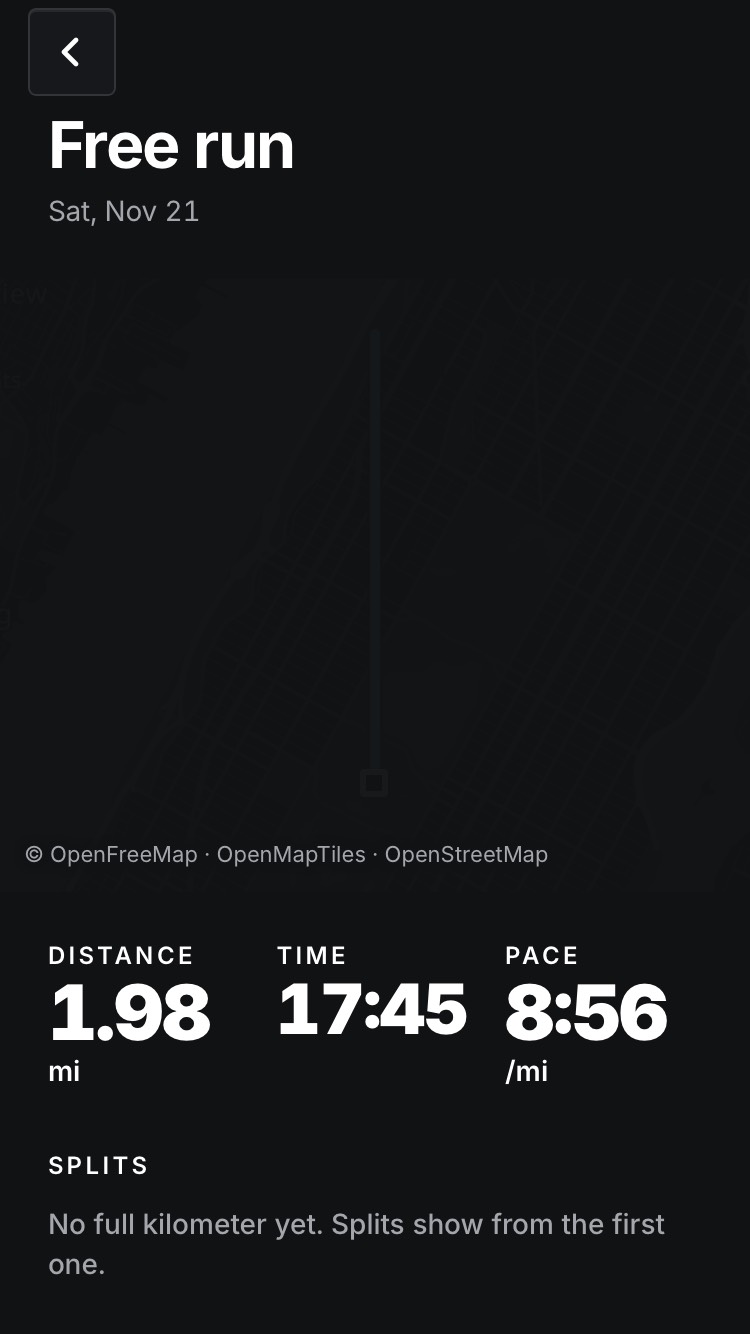 Free run
Sat, Nov 21
iew
© OpenFreeMap · OpenMapTiles · OpenStreetMap
DISTANCE TIME PACE
1.98 17:45 8:56
mi /mi
SPLITS
No full kilometer yet. Splits show from the first
one.